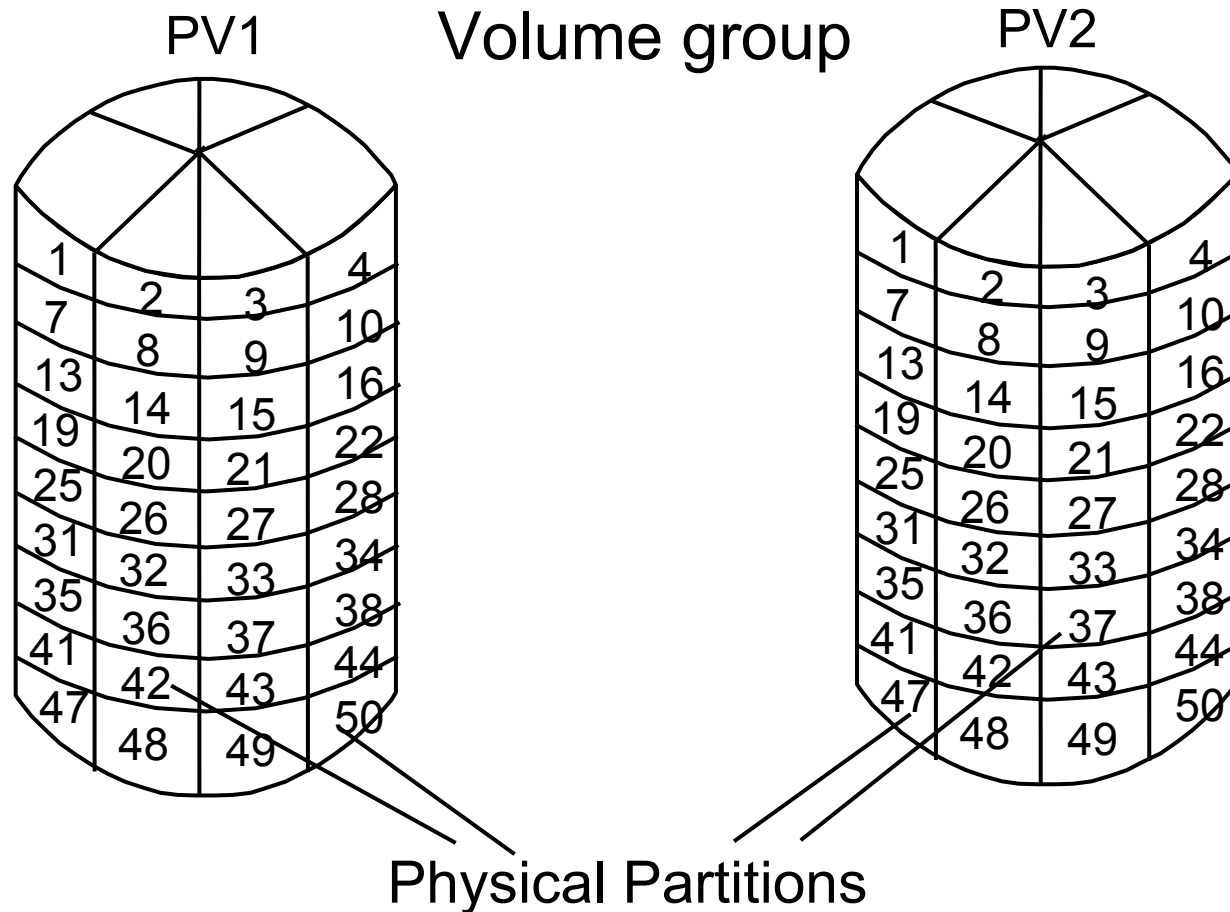 PV1 Volume group PV2
1 2 3 4 1 2 3 4
7 8 9 10 7 8 9 10
13 14 15 16 13 14 15 16
19 20 21 22 19 20 21 22
25 26 27 28 25 26 27 28
31 32 33 34 31 32 33 34
35 36 37 38 35 36 37 38
41 42 43 44 41 42 43 44
47 48 49 50 47 48 49 50
Physical Partitions